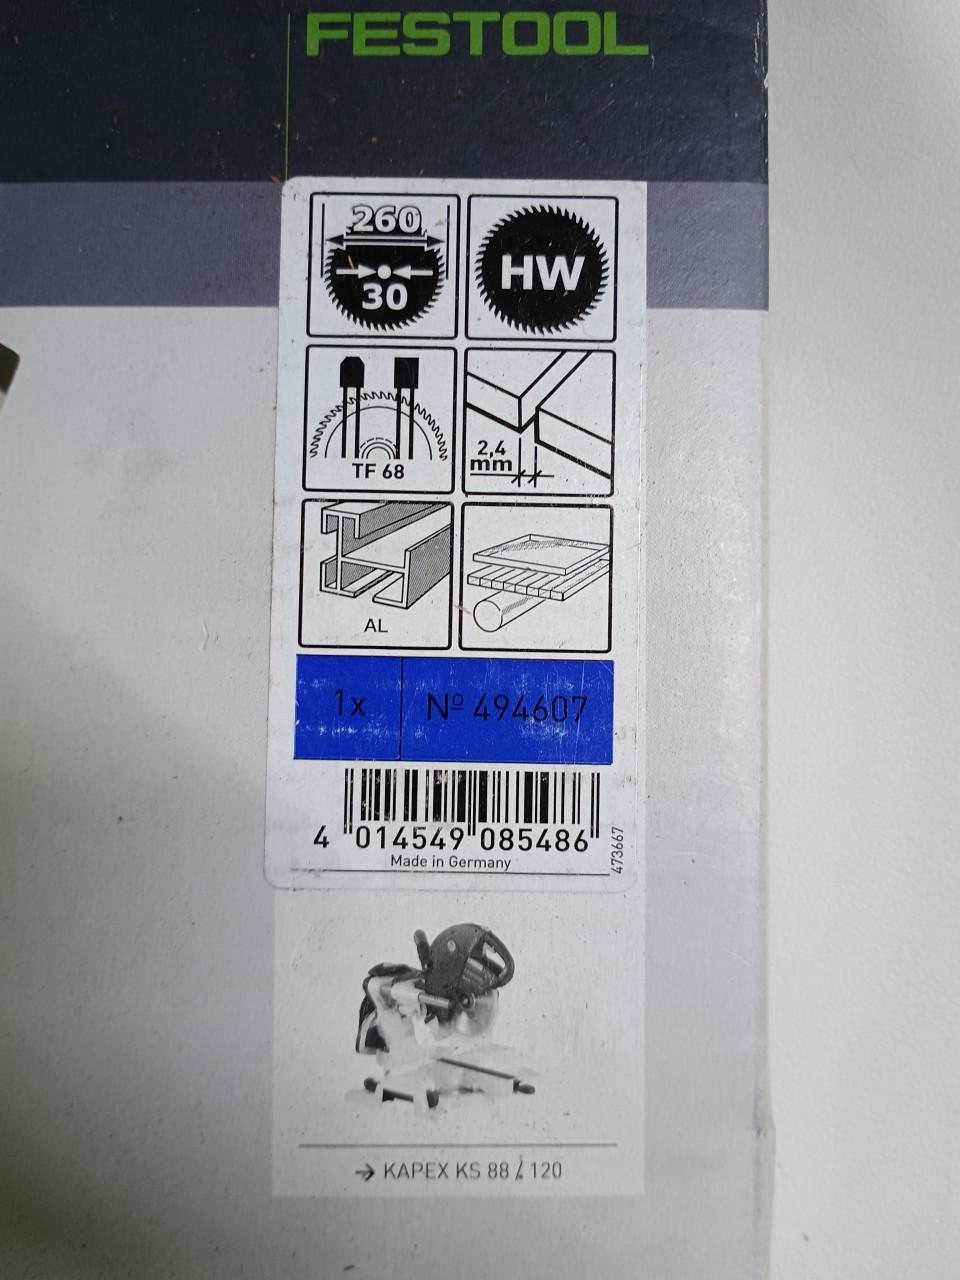 FESTOOL
260
30
HW
TF 68
2,4
mm
AL
1x
Nº 494607
4 014549 085486
Made in Germany
473667
→ KAPEX KS 88 / 120